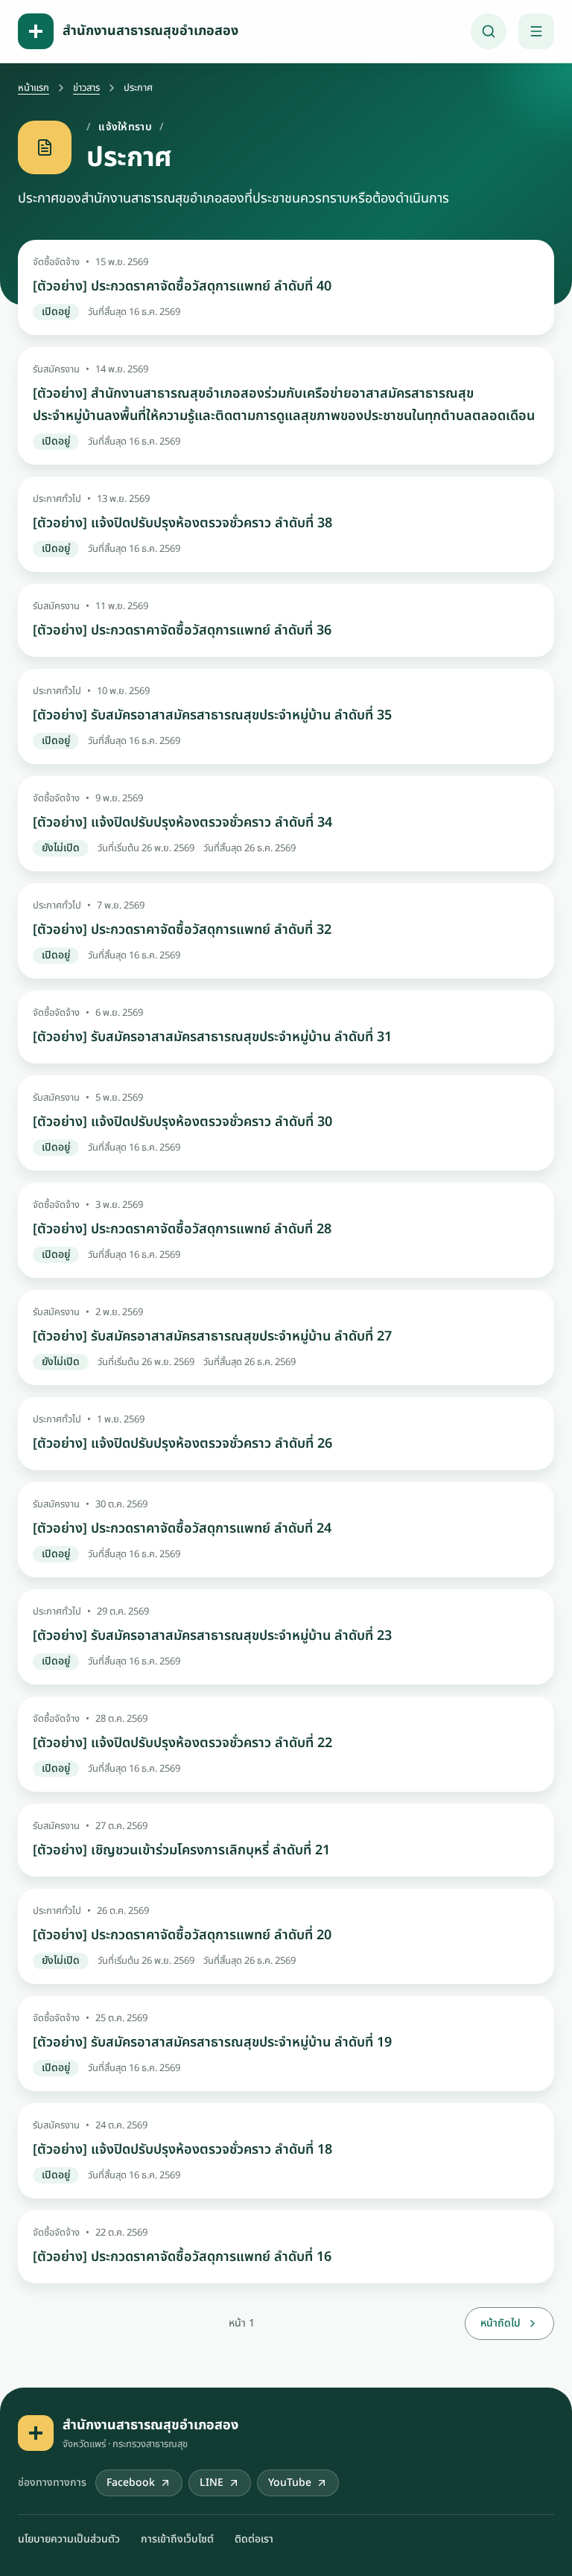 สำนักงานสาธารณสุขอำเภอสอง
หน้าแรก > ข่าวสาร > ประกาศ
/ แจ้งให้ทราบ /
ประกาศ
ประกาศของสำนักงานสาธารณสุขอำเภอสองที่ประชาชนควรทราบหรือต้องดำเนินการ
จัดซื้อจัดจ้าง • 15 พ.ย. 2569
[ตัวอย่าง] ประกวดราคาจัดซื้อวัสดุการแพทย์ ลำดับที่ 40
เปิดอยู่ วันที่สิ้นสุด 16 ธ.ค. 2569
รับสมัครงาน • 14 พ.ย. 2569
[ตัวอย่าง] สำนักงานสาธารณสุขอำเภอสองร่วมกับเครือข่ายอาสาสมัครสาธารณสุข
ประจำหมู่บ้านลงพื้นที่ให้ความรู้และติดตามการดูแลสุขภาพของประชาชนในทุกตำบลตลอดเดือน
เปิดอยู่ วันที่สิ้นสุด 16 ธ.ค. 2569
ประกาศทั่วไป • 13 พ.ย. 2569
[ตัวอย่าง] แจ้งปิดปรับปรุงห้องตรวจชั่วคราว ลำดับที่ 38
เปิดอยู่ วันที่สิ้นสุด 16 ธ.ค. 2569
รับสมัครงาน • 11 พ.ย. 2569
[ตัวอย่าง] ประกวดราคาจัดซื้อวัสดุการแพทย์ ลำดับที่ 36
ประกาศทั่วไป • 10 พ.ย. 2569
[ตัวอย่าง] รับสมัครอาสาสมัครสาธารณสุขประจำหมู่บ้าน ลำดับที่ 35
เปิดอยู่ วันที่สิ้นสุด 16 ธ.ค. 2569
จัดซื้อจัดจ้าง • 9 พ.ย. 2569
[ตัวอย่าง] แจ้งปิดปรับปรุงห้องตรวจชั่วคราว ลำดับที่ 34
ยังไม่เปิด วันที่เริ่มต้น 26 พ.ย. 2569 วันที่สิ้นสุด 26 ธ.ค. 2569
ประกาศทั่วไป • 7 พ.ย. 2569
[ตัวอย่าง] ประกวดราคาจัดซื้อวัสดุการแพทย์ ลำดับที่ 32
เปิดอยู่ วันที่สิ้นสุด 16 ธ.ค. 2569
จัดซื้อจัดจ้าง • 6 พ.ย. 2569
[ตัวอย่าง] รับสมัครอาสาสมัครสาธารณสุขประจำหมู่บ้าน ลำดับที่ 31
รับสมัครงาน • 5 พ.ย. 2569
[ตัวอย่าง] แจ้งปิดปรับปรุงห้องตรวจชั่วคราว ลำดับที่ 30
เปิดอยู่ วันที่สิ้นสุด 16 ธ.ค. 2569
จัดซื้อจัดจ้าง • 3 พ.ย. 2569
[ตัวอย่าง] ประกวดราคาจัดซื้อวัสดุการแพทย์ ลำดับที่ 28
เปิดอยู่ วันที่สิ้นสุด 16 ธ.ค. 2569
รับสมัครงาน • 2 พ.ย. 2569
[ตัวอย่าง] รับสมัครอาสาสมัครสาธารณสุขประจำหมู่บ้าน ลำดับที่ 27
ยังไม่เปิด วันที่เริ่มต้น 26 พ.ย. 2569 วันที่สิ้นสุด 26 ธ.ค. 2569
ประกาศทั่วไป • 1 พ.ย. 2569
[ตัวอย่าง] แจ้งปิดปรับปรุงห้องตรวจชั่วคราว ลำดับที่ 26
รับสมัครงาน • 30 ต.ค. 2569
[ตัวอย่าง] ประกวดราคาจัดซื้อวัสดุการแพทย์ ลำดับที่ 24
เปิดอยู่ วันที่สิ้นสุด 16 ธ.ค. 2569
ประกาศทั่วไป • 29 ต.ค. 2569
[ตัวอย่าง] รับสมัครอาสาสมัครสาธารณสุขประจำหมู่บ้าน ลำดับที่ 23
เปิดอยู่ วันที่สิ้นสุด 16 ธ.ค. 2569
จัดซื้อจัดจ้าง • 28 ต.ค. 2569
[ตัวอย่าง] แจ้งปิดปรับปรุงห้องตรวจชั่วคราว ลำดับที่ 22
เปิดอยู่ วันที่สิ้นสุด 16 ธ.ค. 2569
รับสมัครงาน • 27 ต.ค. 2569
[ตัวอย่าง] เชิญชวนเข้าร่วมโครงการเลิกบุหรี่ ลำดับที่ 21
ประกาศทั่วไป • 26 ต.ค. 2569
[ตัวอย่าง] ประกวดราคาจัดซื้อวัสดุการแพทย์ ลำดับที่ 20
ยังไม่เปิด วันที่เริ่มต้น 26 พ.ย. 2569 วันที่สิ้นสุด 26 ธ.ค. 2569
จัดซื้อจัดจ้าง • 25 ต.ค. 2569
[ตัวอย่าง] รับสมัครอาสาสมัครสาธารณสุขประจำหมู่บ้าน ลำดับที่ 19
เปิดอยู่ วันที่สิ้นสุด 16 ธ.ค. 2569
รับสมัครงาน • 24 ต.ค. 2569
[ตัวอย่าง] แจ้งปิดปรับปรุงห้องตรวจชั่วคราว ลำดับที่ 18
เปิดอยู่ วันที่สิ้นสุด 16 ธ.ค. 2569
จัดซื้อจัดจ้าง • 22 ต.ค. 2569
[ตัวอย่าง] ประกวดราคาจัดซื้อวัสดุการแพทย์ ลำดับที่ 16
หน้า 1
หน้าถัดไป
สำนักงานสาธารณสุขอำเภอสอง
จังหวัดแพร่ · กระทรวงสาธารณสุข
ช่องทางทางการ Facebook LINE YouTube
นโยบายความเป็นส่วนตัว การเข้าถึงเว็บไซต์ ติดต่อเรา